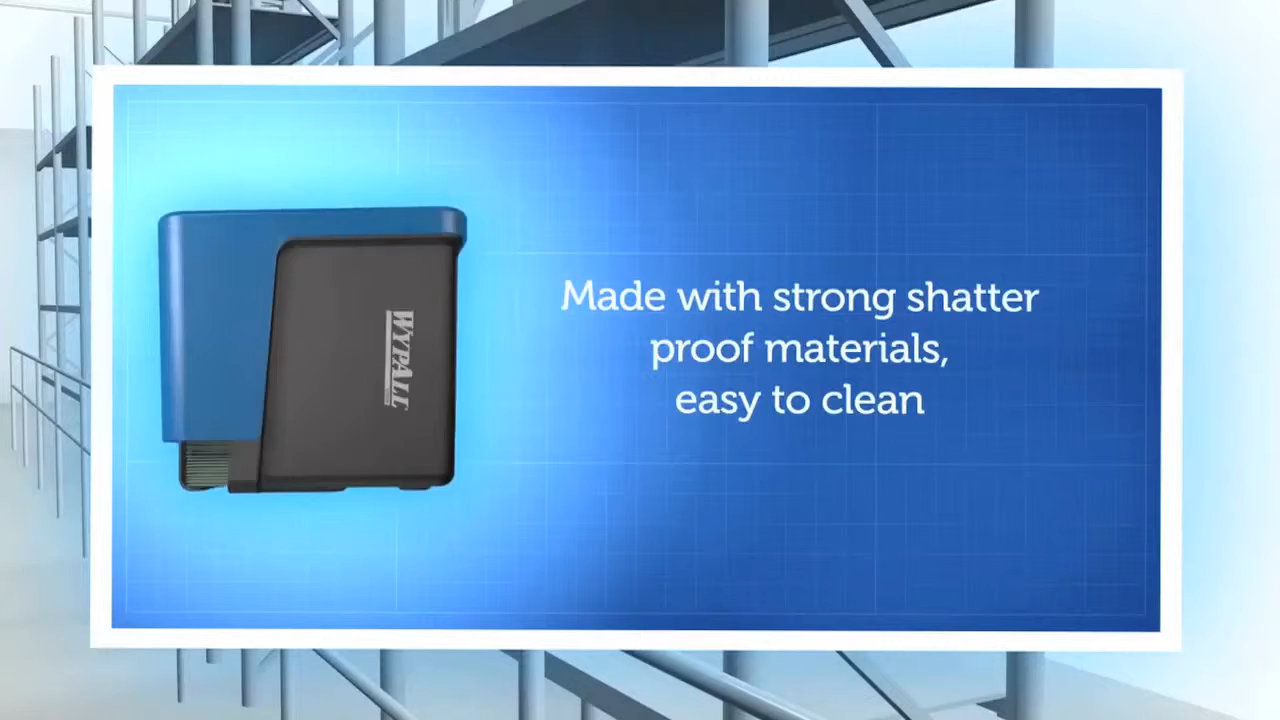 WYPALL
Made with strong shatter
proof materials,
easy to clean